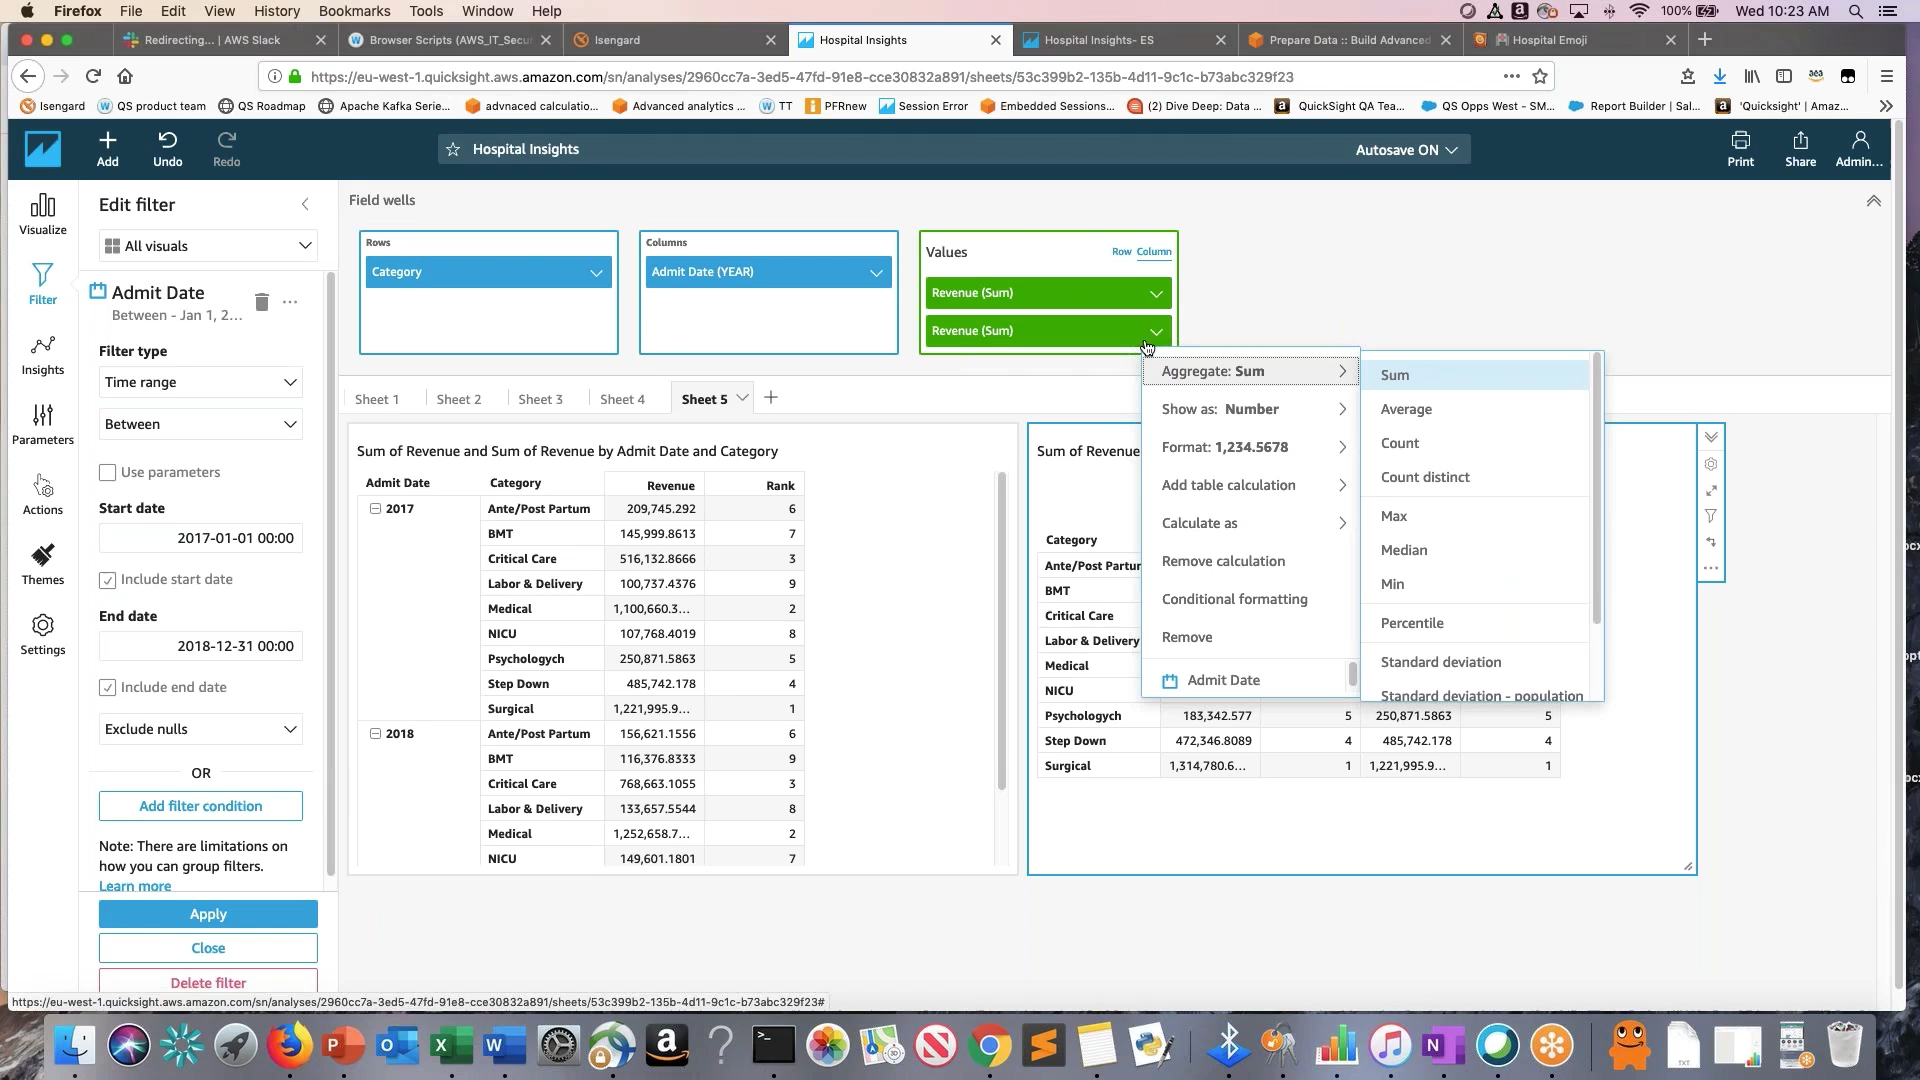 Firefox File Edit View History Bookmarks Tools Window Help 100% Wed 10:23 AM
Redirecting... | AWS Slack Browser Scripts (AWS_IT_Secu Isengard Hospital Insights Hospital Insights- ES Prepare Data :: Build Advanced Hospital Emoji
https://eu-west-1.quicksight.aws.amazon.com/sn/analyses/2960cc7a-3ed5-47fd-91e8-cce30832a891/sheets/53c399b2-135b-4d11-9c1c-b73abc329f23
Isengard QS product team QS Roadmap Apache Kafka Serie... advnaced calculatio... Advanced analytics ... TT PFRnew Session Error Embedded Sessions... (2) Dive Deep: Data ... QuickSight QA Tea... QS Opps West - SM... Report Builder | Sal... 'Quicksight' | Amaz...
Add Undo Redo Hospital Insights Autosave ON Print Share Admin...
Visualize
Filter
Insights
Parameters
Actions
Themes
Settings
Edit filter
All visuals
Admit Date
Between - Jan 1, 2...
Filter type
Time range
Between
Use parameters
Start date
2017-01-01 00:00
Include start date
End date
2018-12-31 00:00
Include end date
Exclude nulls
OR
Add filter condition
Note: There are limitations on
how you can group filters.
Learn more
Apply
Close
Delete filter
Field wells
Rows
Category
Columns
Admit Date (YEAR)
Values Row Column
Revenue (Sum)
Revenue (Sum)
Sheet 1 Sheet 2 Sheet 3 Sheet 4 Sheet 5
Sum of Revenue and Sum of Revenue by Admit Date and Category
Admit Date Category Revenue Rank
2017 Ante/Post Partum 209,745.292 6
BMT 145,999.8613 7
Critical Care 516,132.8666 3
Labor & Delivery 100,737.4376 9
Medical 1,100,660.3... 2
NICU 107,768.4019 8
Psychologych 250,871.5863 5
Step Down 485,742.178 4
Surgical 1,221,995.9... 1
2018 Ante/Post Partum 156,621.1556 6
BMT 116,376.8333 9
Critical Care 768,663.1055 3
Labor & Delivery 133,657.5544 8
Medical 1,252,658.7... 2
NICU 149,601.1801 7
Sum of Revenue
Category
Ante/Post Partur
BMT
Critical Care
Labor & Delivery
Medical
NICU
Psychologych 183,342.577 5 250,871.5863 5
Step Down 472,346.8089 4 485,742.178 4
Surgical 1,314,780.6... 1 1,221,995.9... 1
Aggregate: Sum
Show as: Number
Format: 1,234.5678
Add table calculation
Calculate as
Remove calculation
Conditional formatting
Remove
Admit Date
Sum
Average
Count
Count distinct
Max
Median
Min
Percentile
Standard deviation
Standard deviation - population
https://eu-west-1.quicksight.aws.amazon.com/sn/analyses/2960cc7a-3ed5-47fd-91e8-cce30832a891/sheets/53c399b2-135b-4d11-9c1c-b73abc329f23#